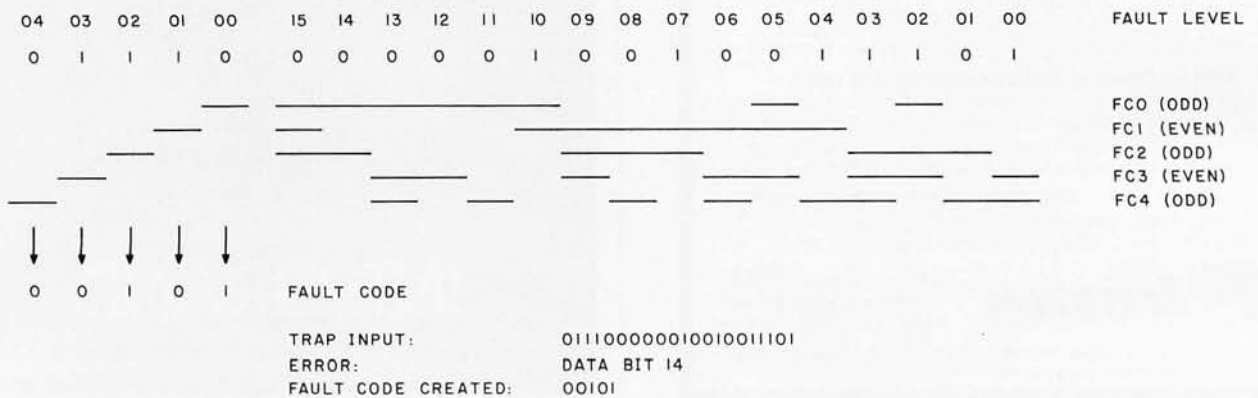 04 03 02 01 00 15 14 13 12 11 10 09 08 07 06 05 04 03 02 01 00 FAULT LEVEL
0 1 1 1 0 0 0 0 0 0 1 0 0 1 0 0 1 1 1 0 1
FC0 (ODD)
FC1 (EVEN)
FC2 (ODD)
FC3 (EVEN)
FC4 (ODD)
0 0 1 0 1 FAULT CODE
TRAP INPUT: 011100000010010011101
ERROR: DATA BIT 14
FAULT CODE CREATED: 00101